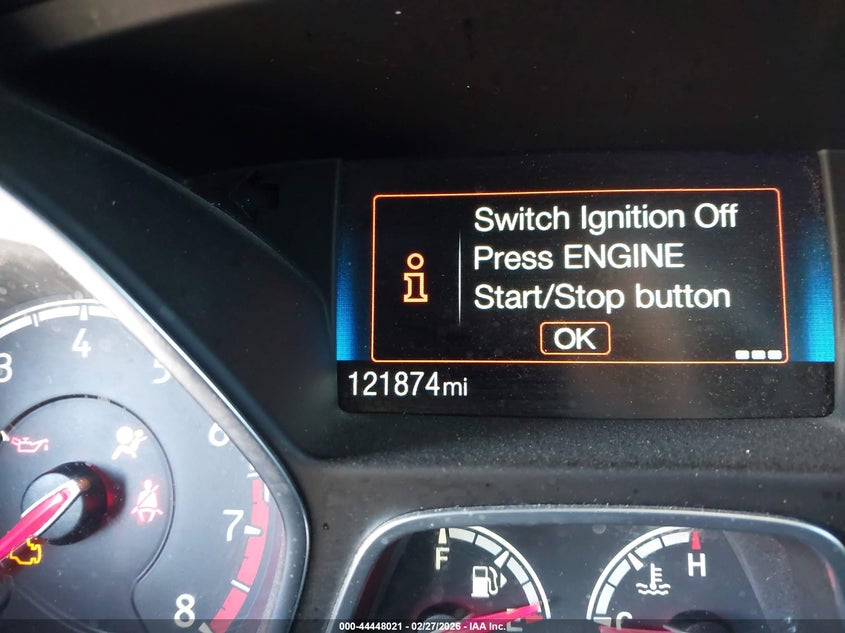 Switch Ignition Off
Press ENGINE
Start/Stop button
OK
121874mi
3
4
5
6
7
8
F
E
H
C
000-44448021 | 02/27/2026 - IAA Inc.